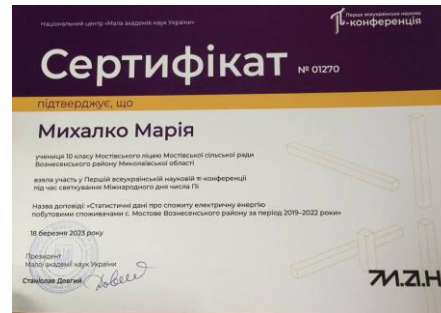 Національний центр «Мала академія наук України»
Перша всеукраїнська наукова
π-конференція
Сертифікат № 01270
підтверджує, що
Михалко Марія
учениця 10 класу Мостівського ліцею Мостівської сільської ради
Вознесенського району Миколаївської області
взяла участь у Першій всеукраїнській науковій π-конференції
під час святкування Міжнародного дня числа Пі
Назва доповіді: «Статистичні дані про спожиту електричну енергію
побутовими споживачами с. Мостове Вознесенського району за період 2019–2022 роки»
18 березня 2023 року
Президент
Малої академії наук України
Станіслав Довгий
М.А.Н